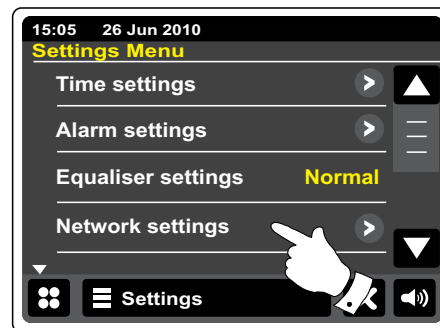 15:05 26 Jun 2010
Settings Menu
Time settings
Alarm settings
Equaliser settings Normal
Network settings
Settings